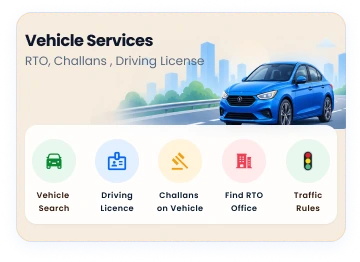 Vehicle Services
RTO, Challans , Driving License
Vehicle
Search
Driving
Licence
Challans
on Vehicle
Find RTO
Office
Traffic
Rules